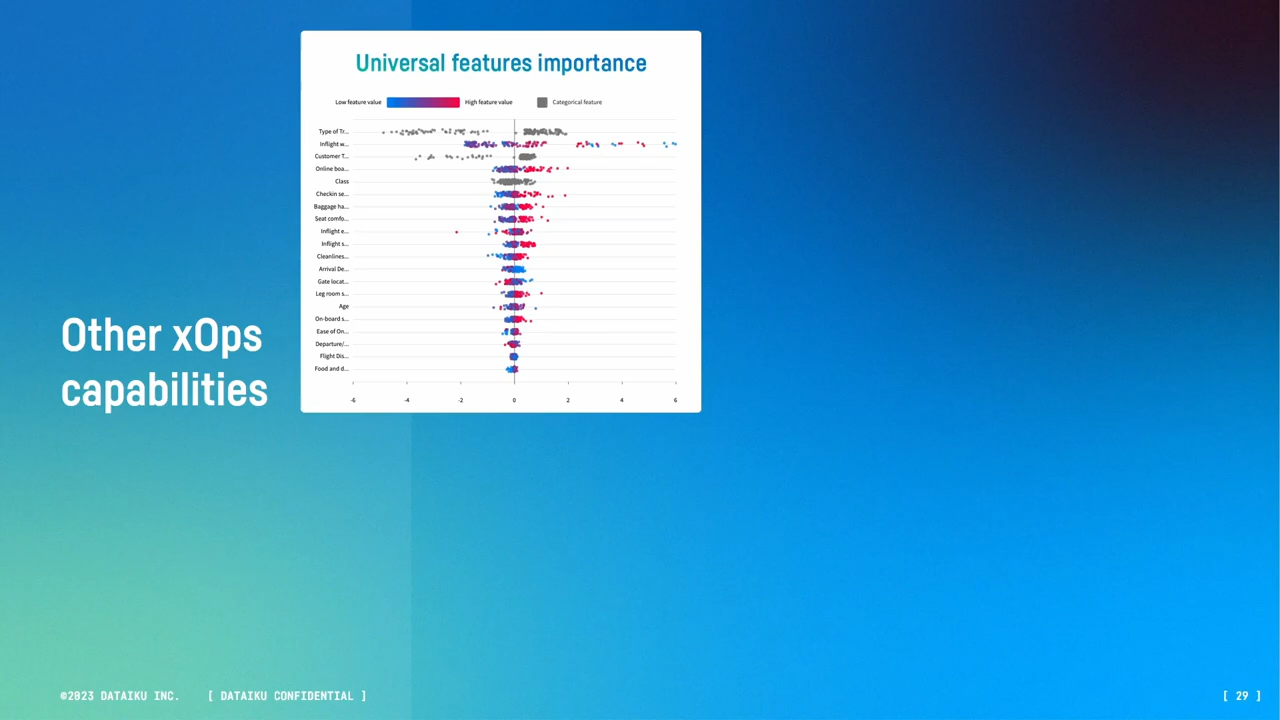 Universal features importance
Low feature value
High feature value
Categorical feature
Type of Tr...
Inflight w...
Customer T...
Online boa...
Class
Checkin se...
Baggage ha...
Seat comfo...
Inflight e...
Inflight s...
Cleanlines...
Arrival De...
Gate locat...
Leg room s...
Age
On-board s...
Ease of On...
Departure/...
Flight Dis...
Food and d...
-6 -4 -2 0 2 4 6
Other xOps
capabilities
©2023 DATAIKU INC. [ DATAIKU CONFIDENTIAL ]
[ 29 ]